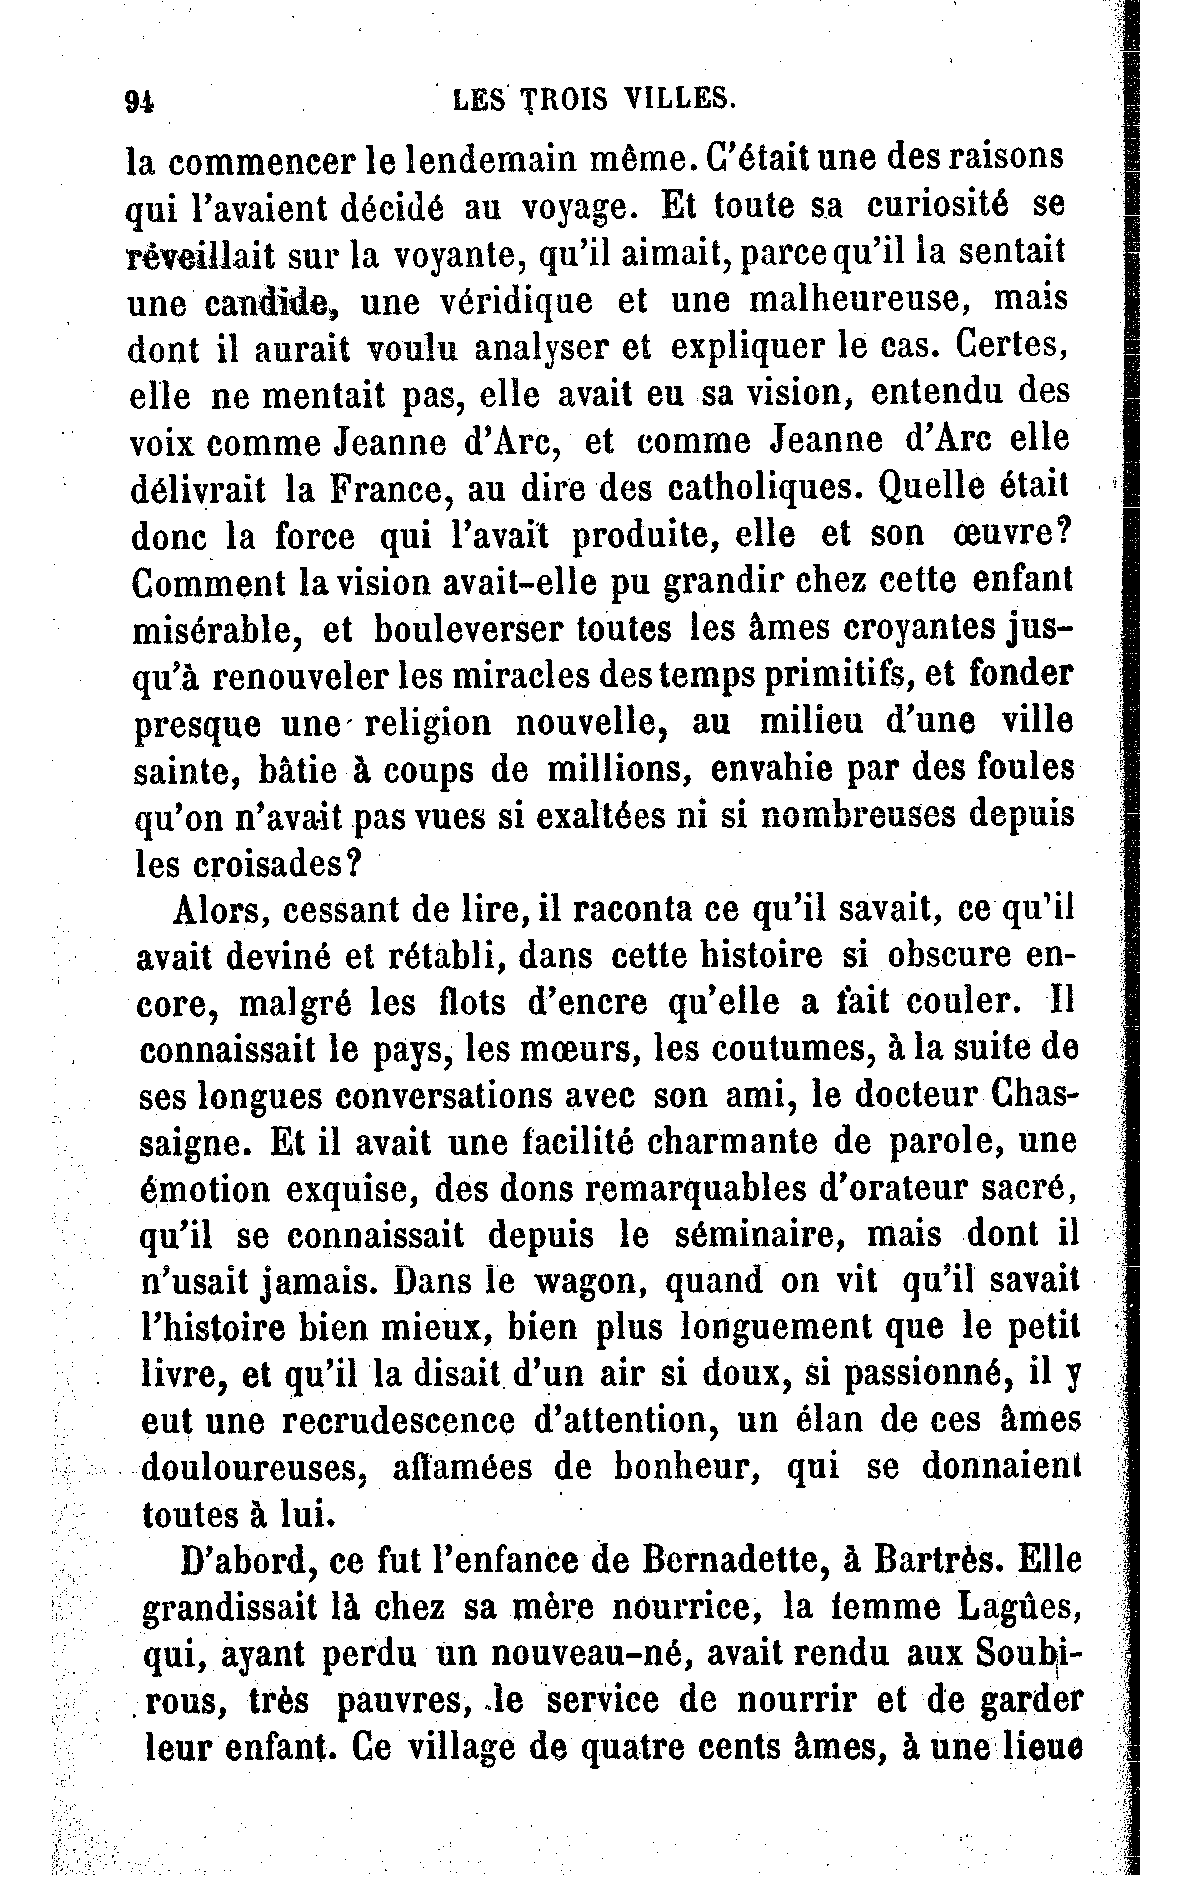 94 LES TROIS VILLES.
la commencer le lendemain même. C'était une des raisons
qui l'avaient décidé au voyage. Et toute sa curiosité se
réveillait sur la voyante, qu'il aimait, parce qu'il la sentait
une candide, une véridique et une malheureuse, mais
dont il aurait voulu analyser et expliquer le cas. Certes,
elle ne mentait pas, elle avait eu sa vision, entendu des
voix comme Jeanne d'Arc, et comme Jeanne d'Arc elle
délivrait la France, au dire des catholiques. Quelle était
donc la force qui l'avait produite, elle et son œuvre?
Comment la vision avait-elle pu grandir chez cette enfant
misérable, et bouleverser toutes les âmes croyantes jus-
qu'à renouveler les miracles des temps primitifs, et fonder
presque une religion nouvelle, au milieu d'une ville
sainte, bâtie à coups de millions, envahie par des foules
qu'on n'avait pas vues si exaltées ni si nombreuses depuis
les croisades?
Alors, cessant de lire, il raconta ce qu'il savait, ce qu'il
avait deviné et rétabli, dans cette histoire si obscure en-
core, malgré les flots d'encre qu'elle a fait couler. Il
connaissait le pays, les mœurs, les coutumes, à la suite de
ses longues conversations avec son ami, le docteur Chas-
saigne. Et il avait une facilité charmante de parole, une
émotion exquise, des dons remarquables d'orateur sacré,
qu'il se connaissait depuis le séminaire, mais dont il
n'usait jamais. Dans le wagon, quand on vit qu'il savait
l'histoire bien mieux, bien plus longuement que le petit
livre, et qu'il la disait d'un air si doux, si passionné, il y
eut une recrudescence d'attention, un élan de ces âmes
douloureuses, affamées de bonheur, qui se donnaient
toutes à lui.
D'abord, ce fut l'enfance de Bernadette, à Bartrès. Elle
grandissait là chez sa mère nourrice, la femme Lagûes,
qui, ayant perdu un nouveau-né, avait rendu aux Soubi-
rous, très pauvres, le service de nourrir et de garder
leur enfant. Ce village de quatre cents âmes, à une lieue